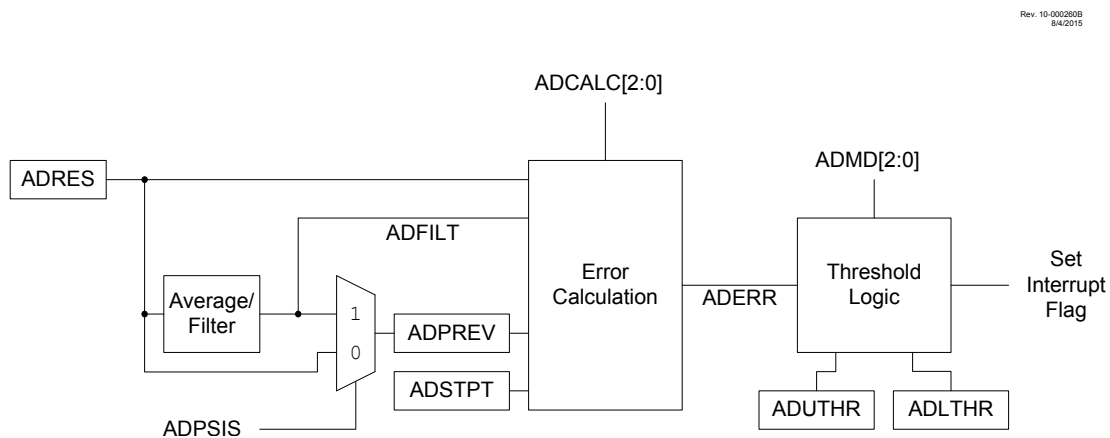 Rev. 10-000260B
8/4/2015
ADCALC[2:0]
ADMD[2:0]
ADRES
ADFILT
Average/
Filter
1
0
ADPREV
ADSTPT
ADPSIS
Error
Calculation
ADERR
Threshold
Logic
Set
Interrupt
Flag
ADUTHR
ADLTHR